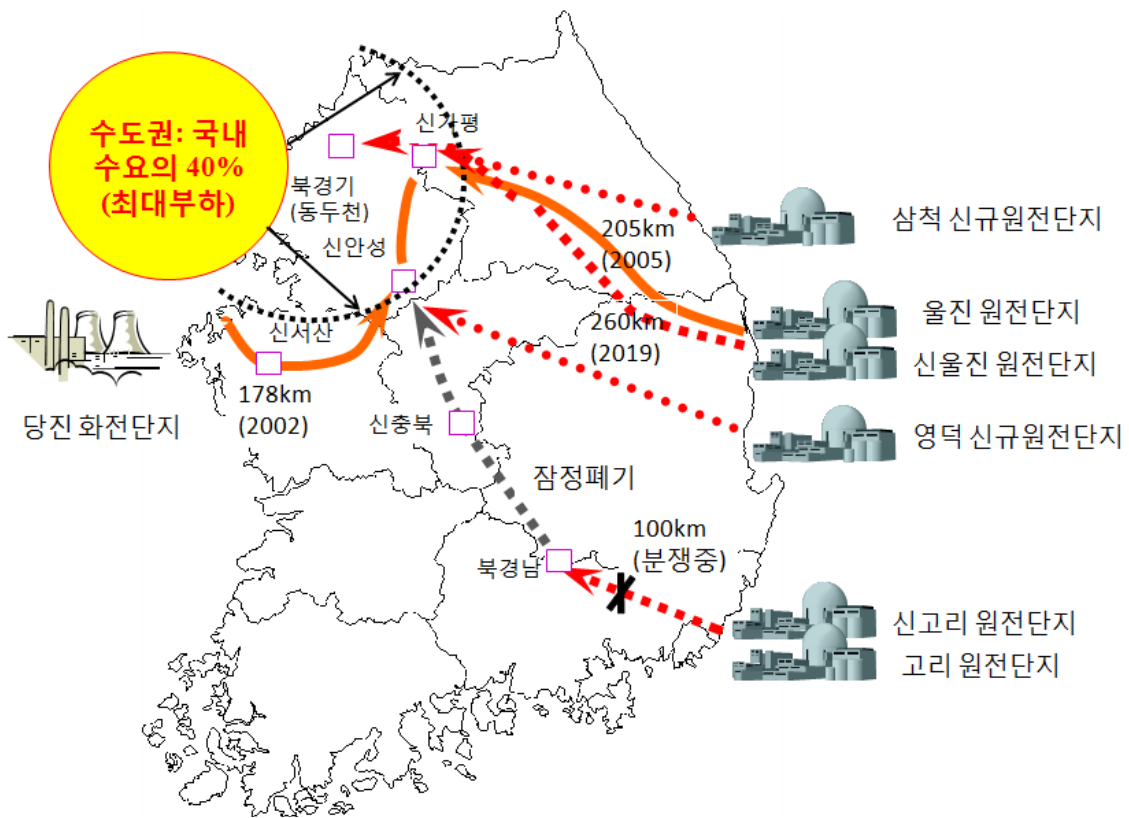 수도권: 국내
수요의 40%
(최대부하)
신가평
북경기
(동두천)
신안성
신서산
178km
(2002)
당진 화전단지
신충북
잠정폐기
북경남
100km
(분쟁중)
205km
(2005)
260km
(2019)
삼척 신규원전단지
울진 원전단지
신울진 원전단지
영덕 신규원전단지
신고리 원전단지
고리 원전단지